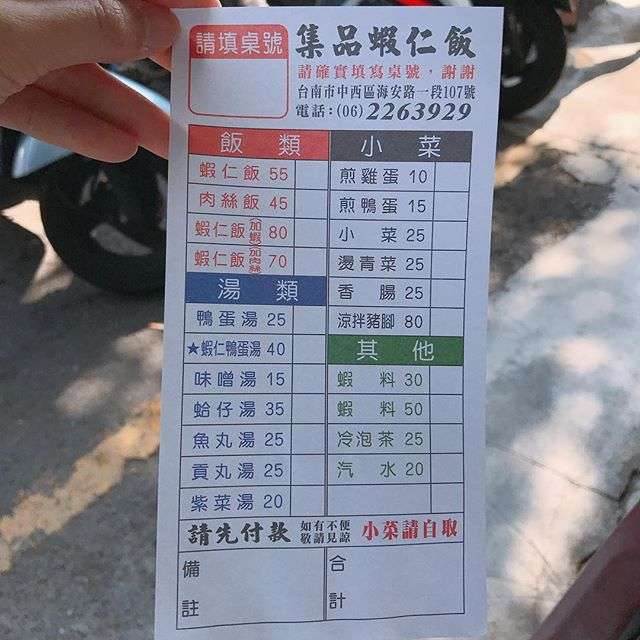 請填桌號
集品蝦仁飯
請確實填寫桌號，謝謝
台南市中西區海安路一段107號
電話：(06)2263929
飯類
蝦仁飯 55
肉絲飯 45
蝦仁飯(加蝦) 80
蝦仁飯(加肉絲) 70
湯類
鴨蛋湯 25
★蝦仁鴨蛋湯 40
味噌湯 15
蛤仔湯 35
魚丸湯 25
貢丸湯 25
紫菜湯 20
小菜
煎雞蛋 10
煎鴨蛋 15
小菜 25
燙青菜 25
香腸 25
涼拌豬腳 80
其他
蝦料 30
蝦料 50
冷泡茶 25
汽水 20
請先付款 如有不便 敬請見諒 小菜請自取
備註
合計